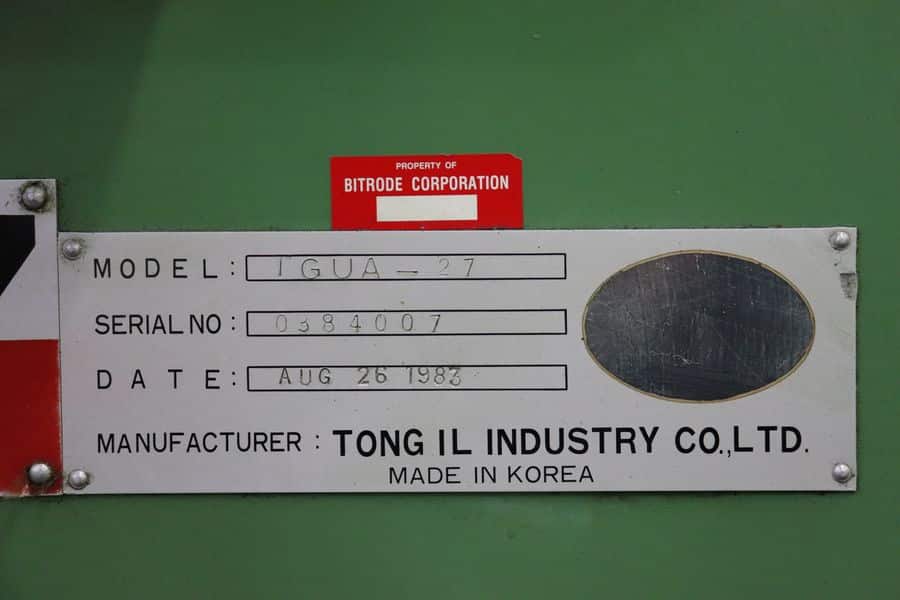 PROPERTY OF
BITRODE CORPORATION
MODEL: TGUA-27
SERIAL NO: 0384007
DATE: AUG 26 1983
MANUFACTURER: TONG IL INDUSTRY CO.,LTD.
MADE IN KOREA